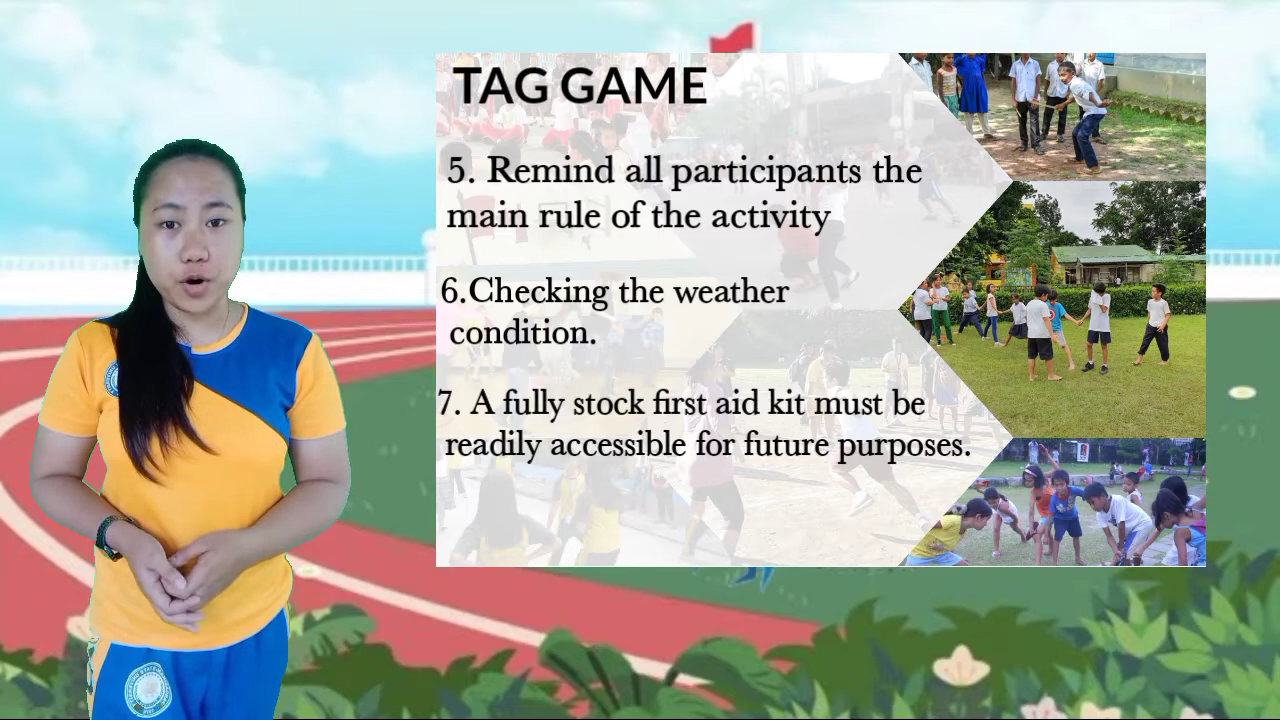 TAG GAME
5. Remind all participants the
main rule of the activity
6.Checking the weather
condition.
7. A fully stock first aid kit must be
readily accessible for future purposes.